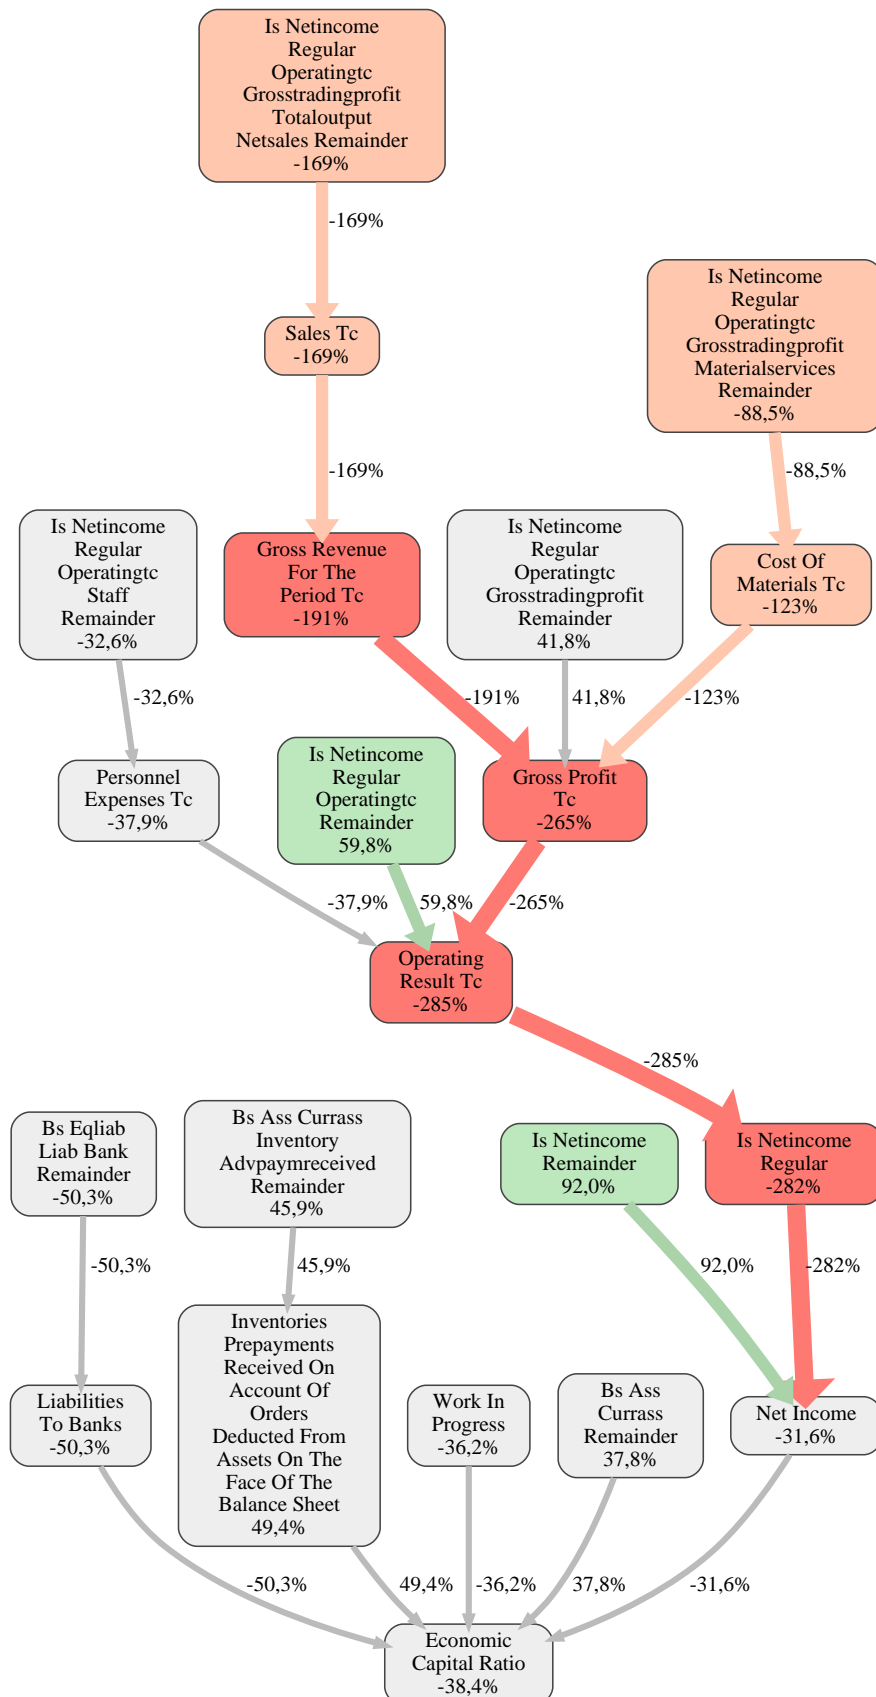 Is Netincome
Regular
Operatingtc
Grosstradingprofit
Totaloutput
Netsales Remainder
-169%
-169%
Sales Tc
-169%
Is Netincome
Regular
Operatingtc
Grosstradingprofit
Materialservices
Remainder
-88,5%
-169%
-88,5%
Is Netincome
Regular
Operatingtc
Staff
Remainder
-32,6%
Gross Revenue
For The
Period Tc
-191%
Is Netincome
Regular
Operatingtc
Grosstradingprofit
Remainder
41,8%
Cost Of
Materials Tc
-123%
-32,6%
-191%
41,8%
-123%
Personnel
Expenses Tc
-37,9%
Is Netincome
Regular
Operatingtc
Remainder
59,8%
Gross Profit
Tc
-265%
-37,9%
59,8%
-265%
Operating
Result Tc
-285%
-285%
Bs Eqliab
Liab Bank
Remainder
-50,3%
Bs Ass Currass
Inventory
Advpaymreceived
Remainder
45,9%
Is Netincome
Remainder
92,0%
Is Netincome
Regular
-282%
-50,3%
45,9%
92,0%
-282%
Liabilities
To Banks
-50,3%
Inventories
Prepayments
Received On
Account Of
Orders
Deducted From
Assets On The
Face Of The
Balance Sheet
49,4%
Work In
Progress
-36,2%
Bs Ass
Currass
Remainder
37,8%
Net Income
-31,6%
-50,3%
49,4%
-36,2%
37,8%
-31,6%
Economic
Capital Ratio
-38,4%